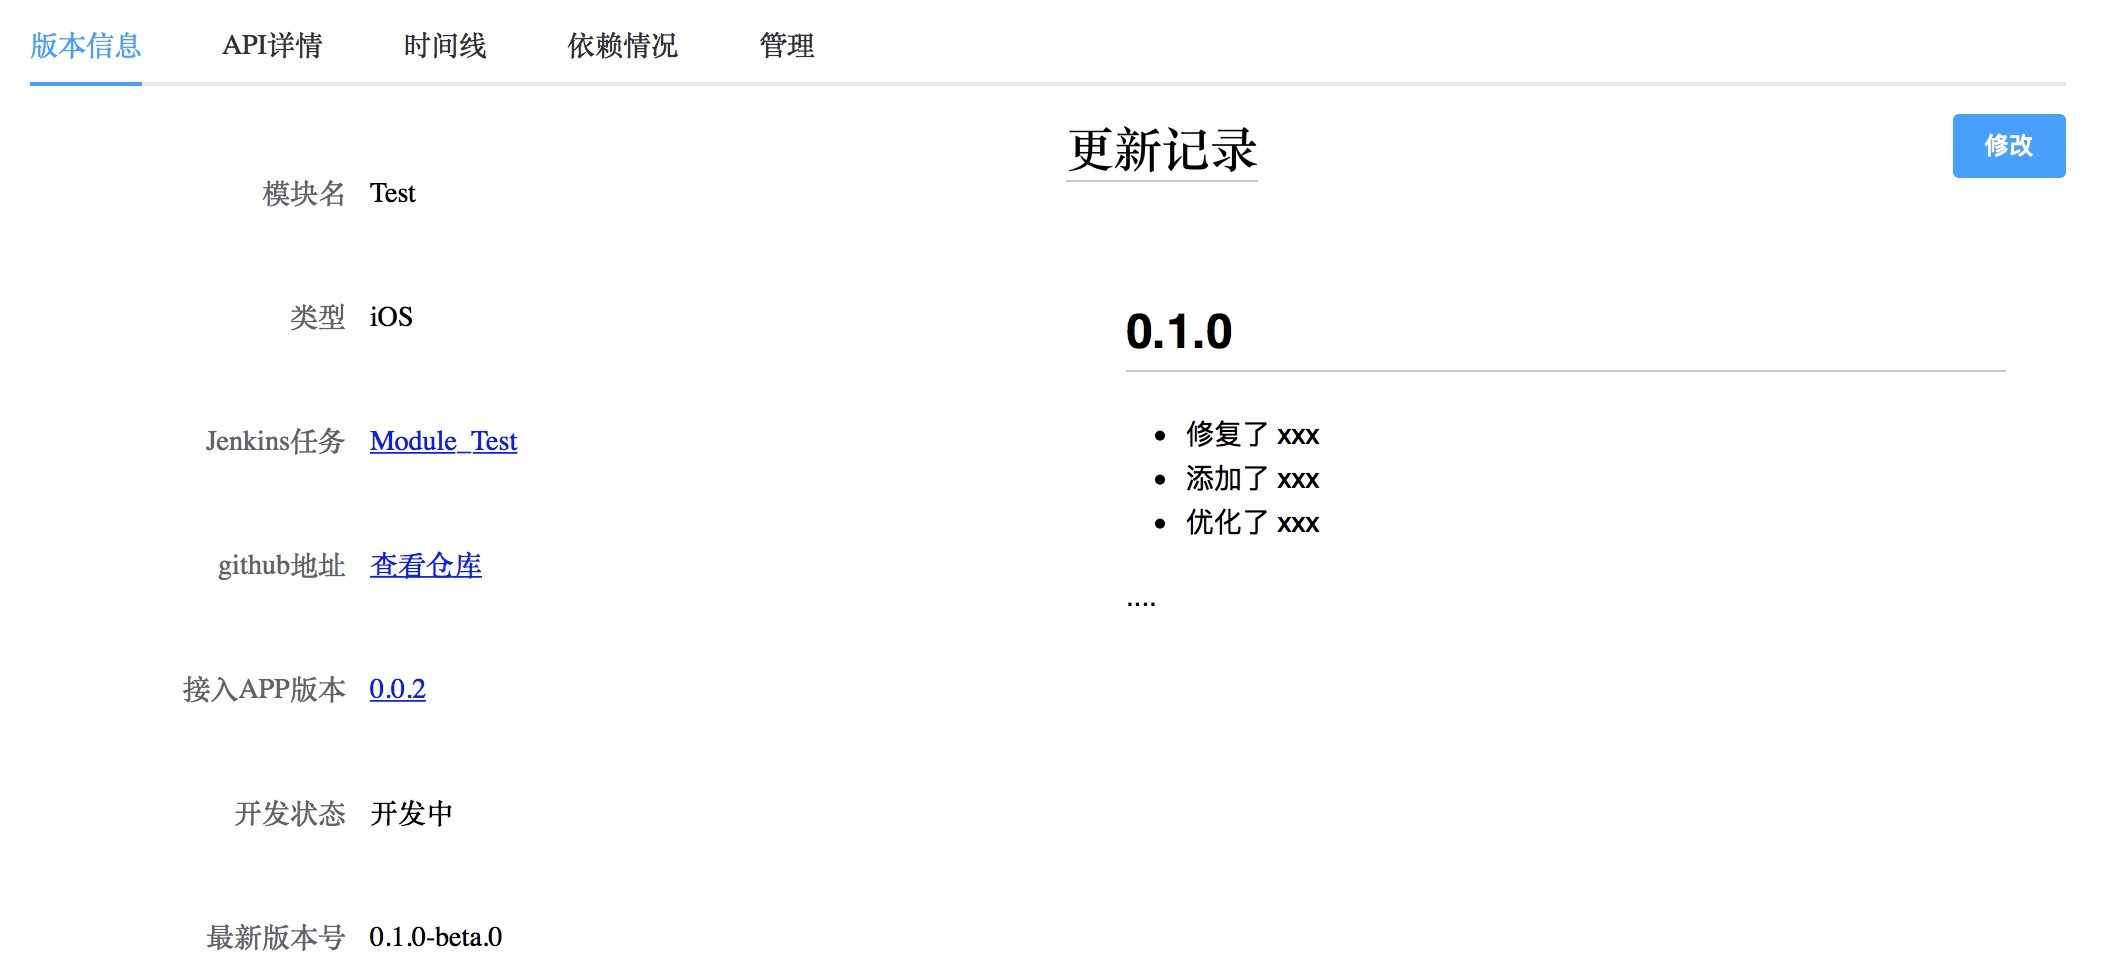 版本信息 API详情 时间线 依赖情况 管理
更新记录 修改
模块名 Test
类型 iOS
Jenkins任务 Module_Test
github地址 查看仓库
接入APP版本 0.0.2
开发状态 开发中
最新版本号 0.1.0-beta.0
0.1.0
• 修复了 xxx
• 添加了 xxx
• 优化了 xxx
....